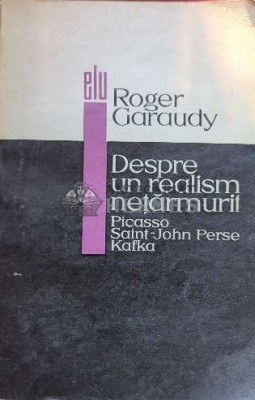 elu
Roger
Garaudy
Despre
un realism
nețărmurit
Picasso
Saint-John Perse
Kafka